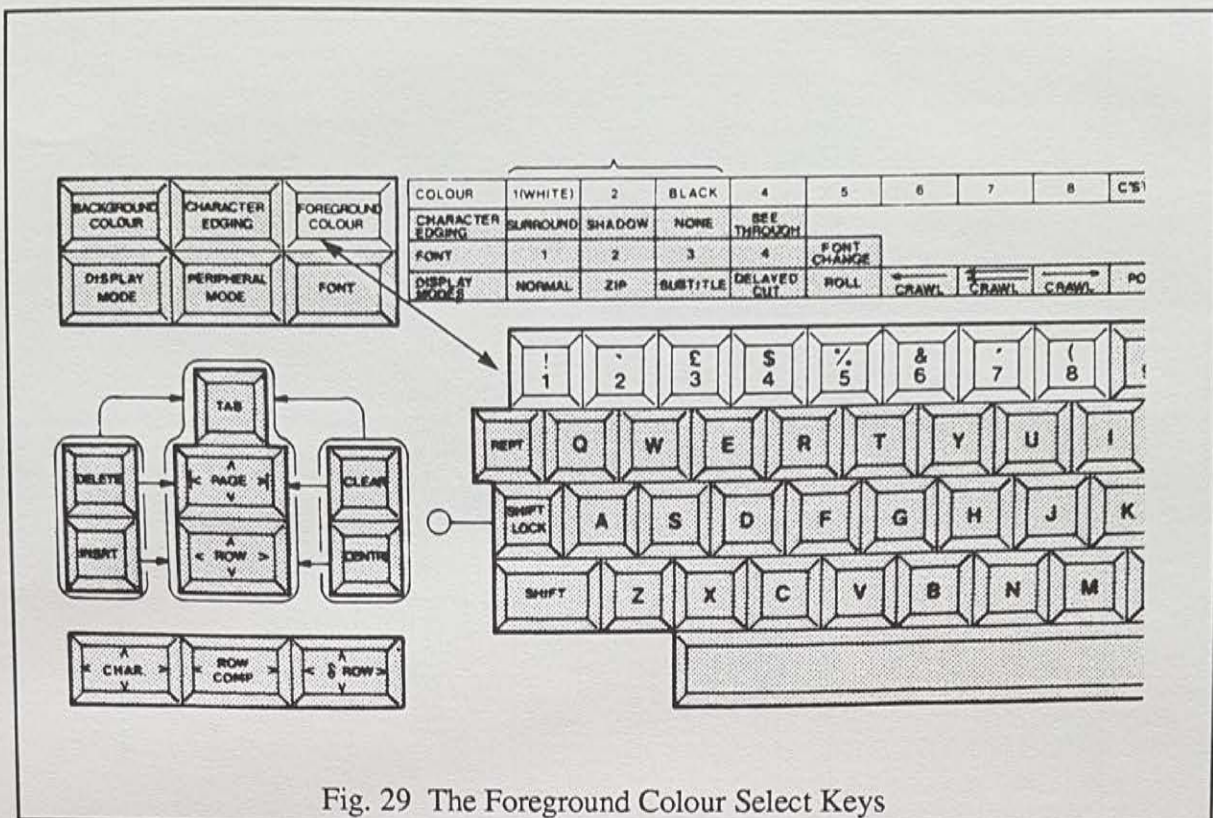 BACKGROUND COLOUR CHARACTER EDGING FOREGROUND COLOUR
DISPLAY MODE PERIPHERAL MODE FONT
COLOUR 1(WHITE) 2 BLACK 4 5 6 7 8
CHARACTER EDGING SURROUND SHADOW NONE SEE THROUGH
FONT 1 2 3 4 FONT CHANGE
DISPLAY MODES NORMAL ZIP SUBTITLE DELAYED CUT ROLL CRAWL CRAWL CRAWL PO
! 1 ` 2 £ 3 $ 4 % 5 & 6 ' 7 ( 8
TAB
DELETE < PAGE > CLEAR
INSRT < ROW > CENTRE
REPT Q W E R T Y U I
SHIFT LOCK A S D F G H J K
SHIFT Z X C V B N M
< CHAR. > < ROW COMP > < δ ROW >
Fig. 29 The Foreground Colour Select Keys